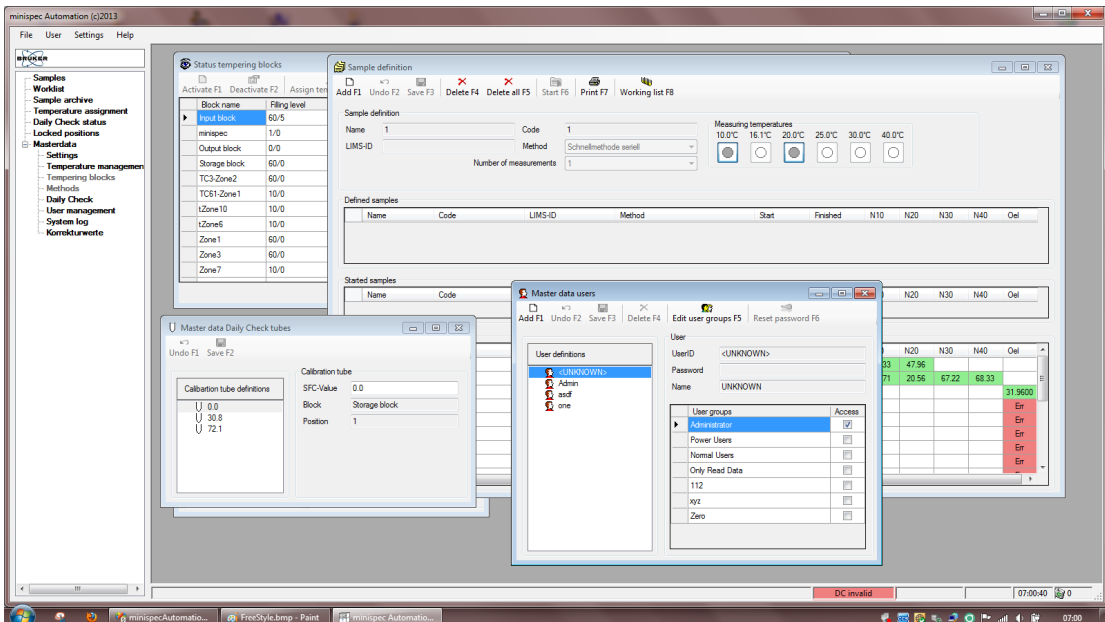 minispec Automation (c)2013
File User Settings Help
BRUKER
Samples
Worklist
Sample archive
Temperature assignment
Daily Check status
Locked positions
Masterdata
Settings
Temperature managemen
Tempering blocks
Methods
Daily Check
User management
System log
Korrekturwerte
Status tempering blocks
Activate F1 Deactivate F2 Assign ten
Block name Filling level
Input block 60/5
minispec 1/0
Output block 0/0
Storage block 60/0
TC3-Zone2 60/0
TC61-Zone1 10/0
tZone10 10/0
tZone6 10/0
Zone1 60/0
Zone3 60/0
Zone7 10/0
Sample definition
Add F1 Undo F2 Save F3 Delete F4 Delete all F5 Start F6 Print F7 Working list F8
Sample definition
Name 1 Code 1
LIMS-ID Method Schnellmethode seriell
Number of measurements 1
Measuring temperatures
10.0°C 16.1°C 20.0°C 25.0°C 30.0°C 40.0°C
Defined samples
Name Code LIMS-ID Method Start Finished N10 N20 N30 N40 Oel
Started samples
Name Code N20 N30 N40 Oel
N20 N30 N40 Oel
33 47.96
71 20.56 67.22 68.33
31.9600
Err
Err
Err
Err
Err
Master data Daily Check tubes
Undo F1 Save F2
Calibartion tube definitions
0.0
30.8
72.1
Calibration tube
SFC-Value 0.0
Block Storage block
Position 1
Master data users
Add F1 Undo F2 Save F3 Delete F4 Edit user groups F5 Reset password F6
User definitions
<UNKNOWN>
Admin
asdf
one
User
UserID <UNKNOWN>
Password
Name UNKNOWN
User groups Access
Administrator
Power Users
Normal Users
Only Read Data
112
xyz
Zero
DC invalid 07:00:40 0
minispecAutomatio... FreeStyle.bmp - Paint minispec Automatio... 07:00